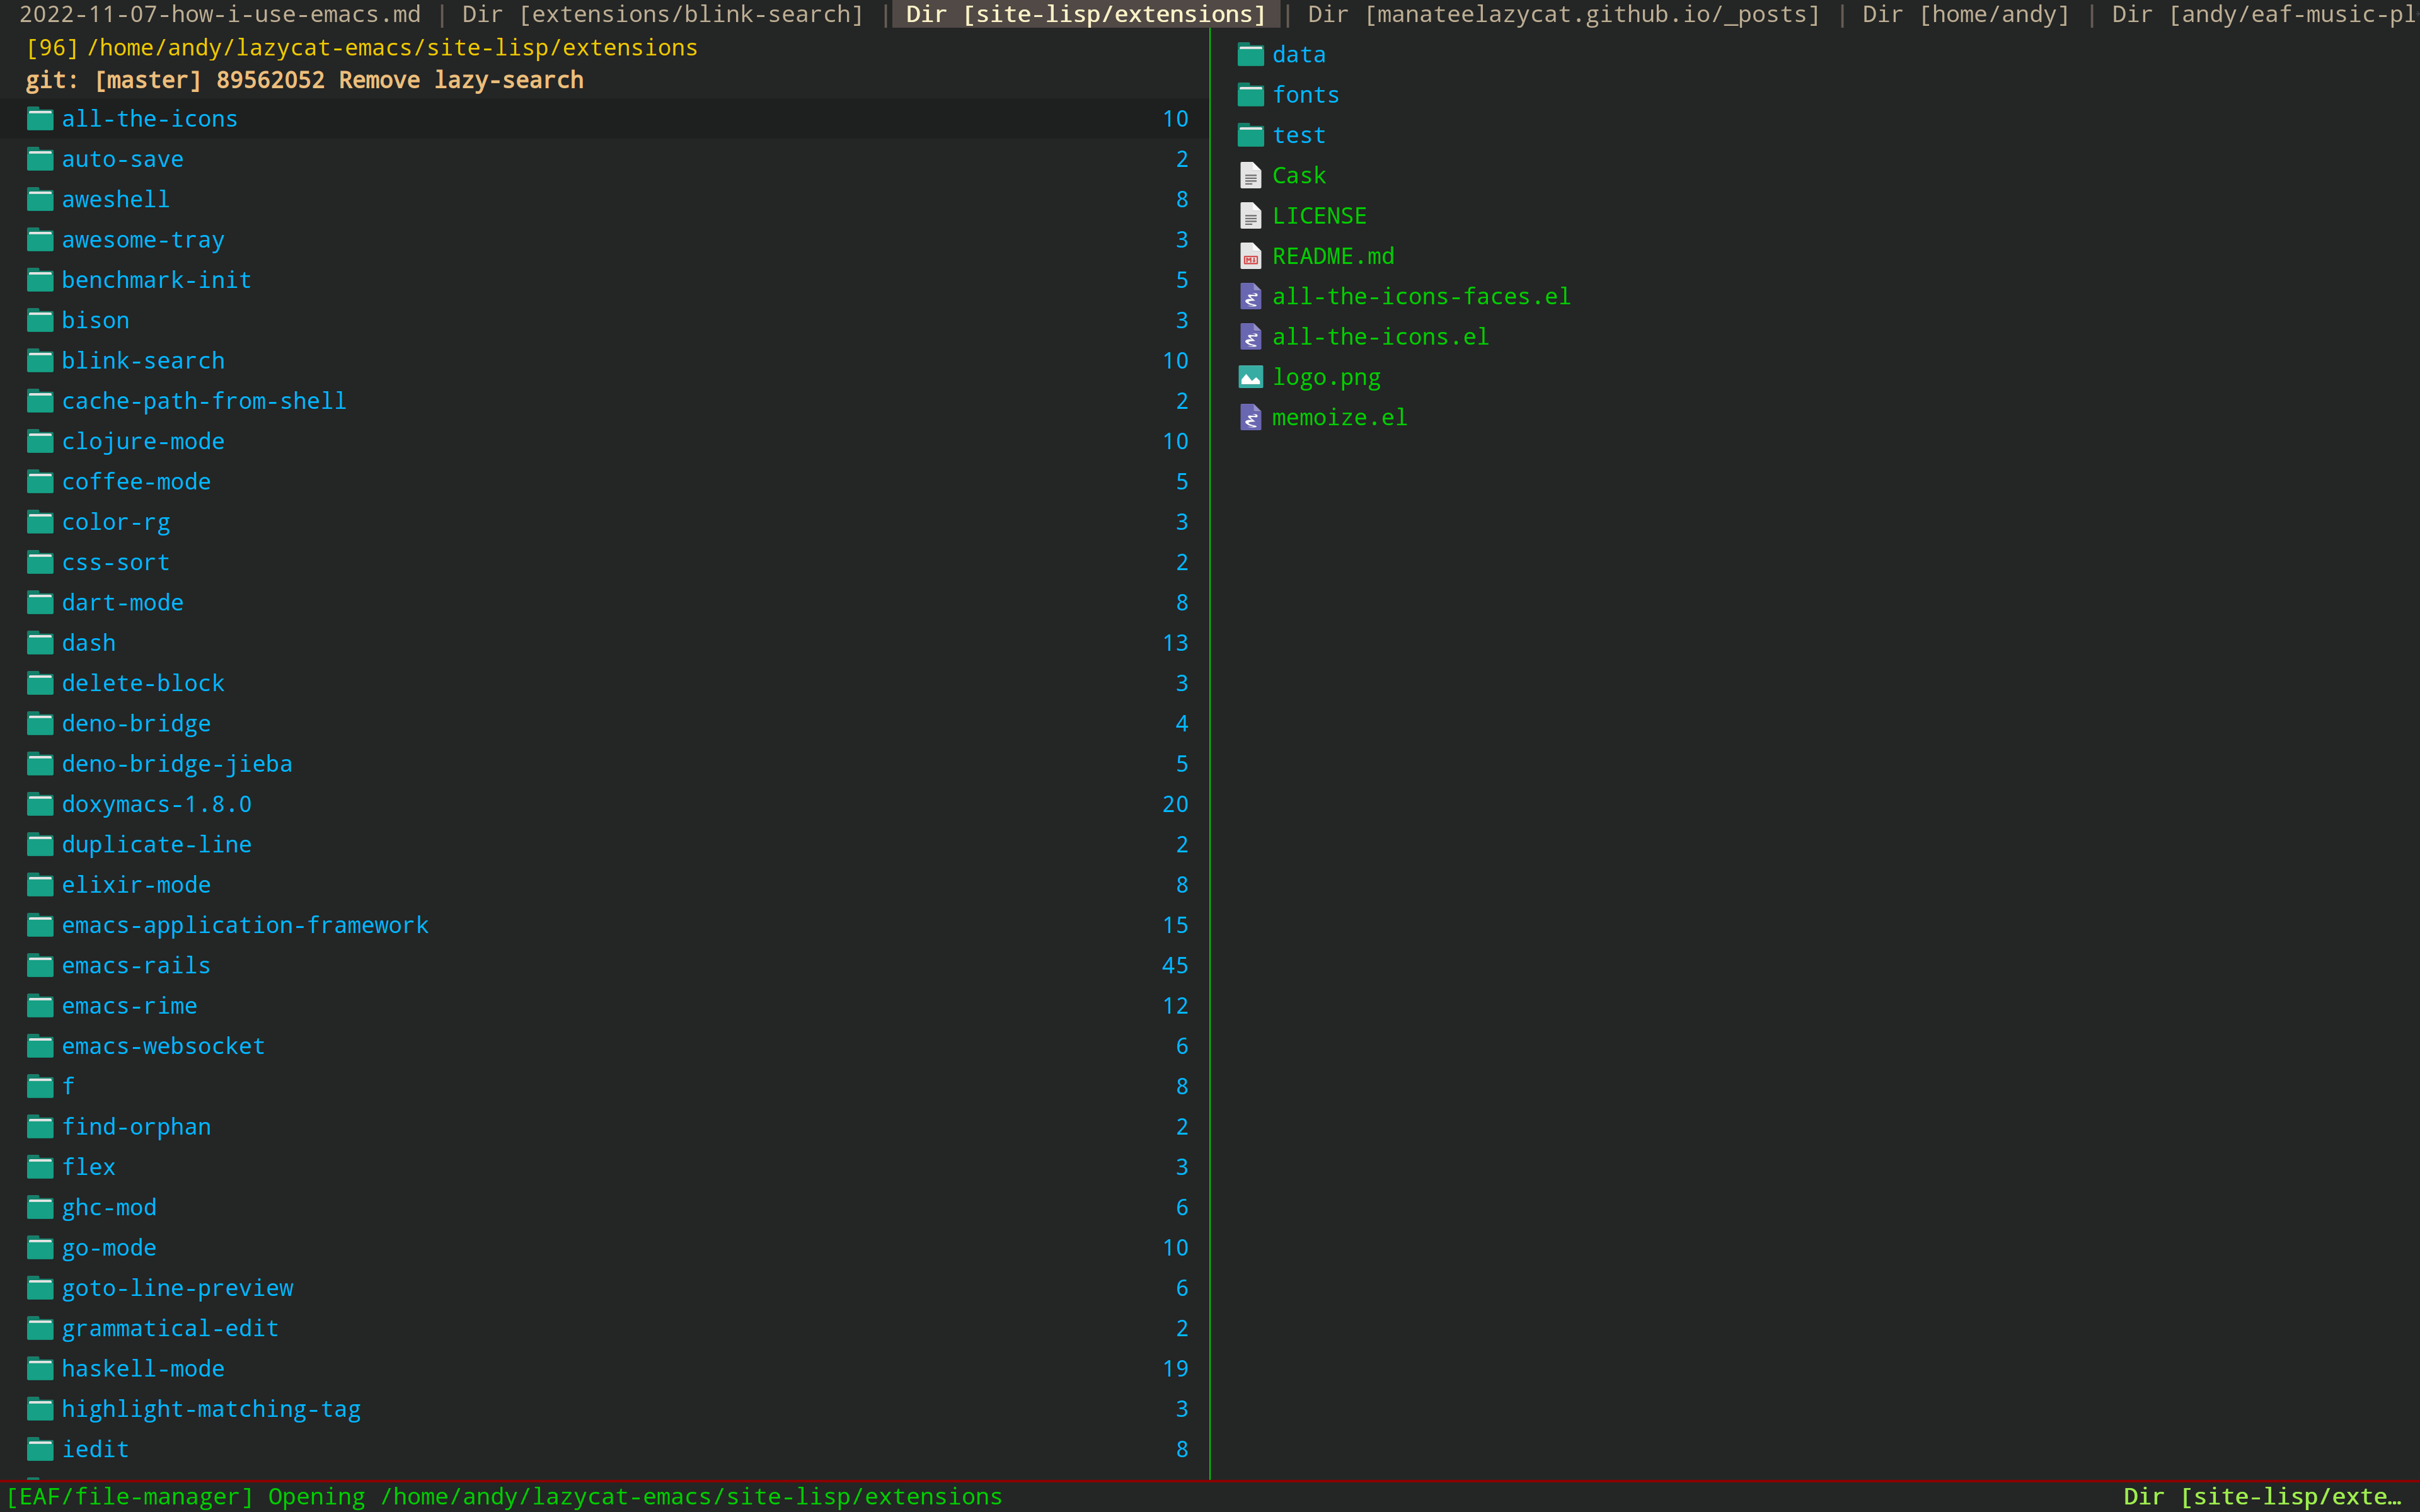 2022-11-07-how-i-use-emacs.md | Dir [extensions/blink-search] | Dir [site-lisp/extensions] | Dir [manateelazycat.github.io/_posts] | Dir [home/andy] | Dir [andy/eaf-music-pl
[96] /home/andy/lazycat-emacs/site-lisp/extensions
git: [master] 89562052 Remove lazy-search
all-the-icons 10
auto-save 2
aweshell 8
awesome-tray 3
benchmark-init 5
bison 3
blink-search 10
cache-path-from-shell 2
clojure-mode 10
coffee-mode 5
color-rg 3
css-sort 2
dart-mode 8
dash 13
delete-block 3
deno-bridge 4
deno-bridge-jieba 5
doxymacs-1.8.0 20
duplicate-line 2
elixir-mode 8
emacs-application-framework 15
emacs-rails 45
emacs-rime 12
emacs-websocket 6
f 8
find-orphan 2
flex 3
ghc-mod 6
go-mode 10
goto-line-preview 6
grammatical-edit 2
haskell-mode 19
highlight-matching-tag 3
iedit 8
data
fonts
test
Cask
LICENSE
README.md
all-the-icons-faces.el
all-the-icons.el
logo.png
memoize.el
[EAF/file-manager] Opening /home/andy/lazycat-emacs/site-lisp/extensions
Dir [site-lisp/exte…